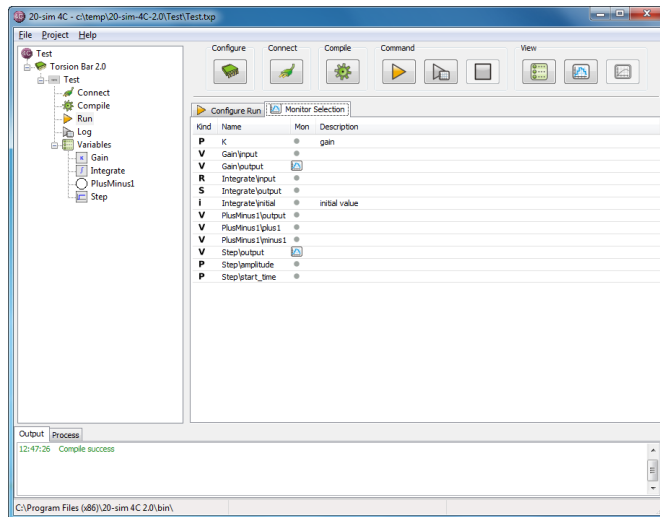 20-sim 4C - c:\temp\20-sim-4C-2.0\Test\Test.txp
File Project Help
Test
Torsion Bar 2.0
Test
Connect
Compile
Run
Log
Variables
Gain
Integrate
PlusMinus1
Step
Configure Connect Compile Command View
Configure Run Monitor Selection
Kind Name Mon Description
P K gain
V Gain\input
V Gain\output
R Integrate\input
S Integrate\output
i Integrate\initial initial value
V PlusMinus1\output
V PlusMinus1\plus1
V PlusMinus1\minus1
V Step\output
P Step\amplitude
P Step\start_time
Output Process
12:47:26 Compile success
C:\Program Files (x86)\20-sim 4C 2.0\bin\